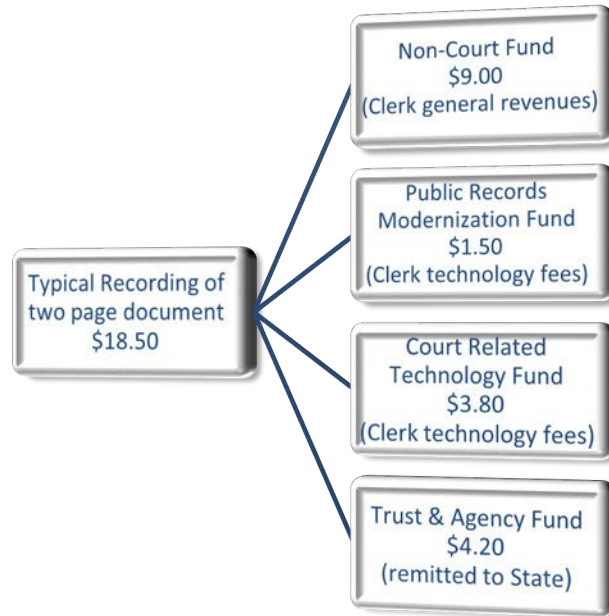 Typical Recording of
two page document
$18.50
Non-Court Fund
$9.00
(Clerk general revenues)
Public Records
Modernization Fund
$1.50
(Clerk technology fees)
Court Related
Technology Fund
$3.80
(Clerk technology fees)
Trust & Agency Fund
$4.20
(remitted to State)